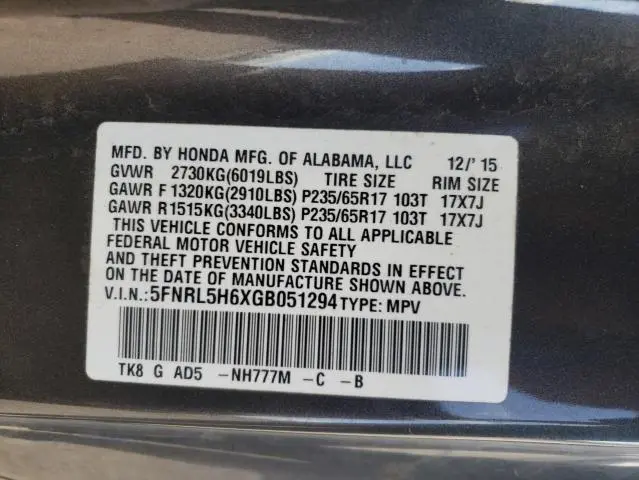 MFD. BY HONDA MFG. OF ALABAMA, LLC 12/'15
GVWR 2730KG(6019LBS) TIRE SIZE RIM SIZE
GAWR F 1320KG(2910LBS) P235/65R17 103T 17X7J
GAWR R1515KG(3340LBS) P235/65R17 103T 17X7J
THIS VEHICLE CONFORMS TO ALL APPLICABLE
FEDERAL MOTOR VEHICLE SAFETY
AND THEFT PREVENTION STANDARDS IN EFFECT
ON THE DATE OF MANUFACTURE SHOWN ABOVE.
V.I.N.:5FNRL5H6XGB051294 TYPE: MPV
TK8 G AD5 -NH777M -C -B